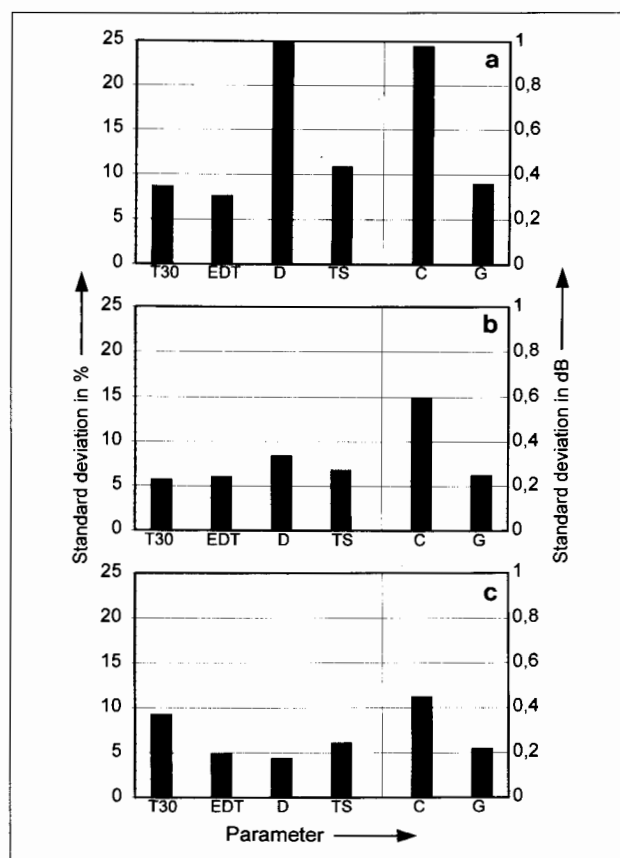 25 1
a
20 0,8
15 0,6
10 0,4
5 0,2
0 0
T30 EDT D TS C G
25 1
b
20 0,8
15 0,6
10 0,4
5 0,2
0 0
T30 EDT D TS C G
25 1
c
20 0,8
15 0,6
10 0,4
5 0,2
0 0
T30 EDT D TS C G
Standard deviation in %
Standard deviation in dB
Parameter